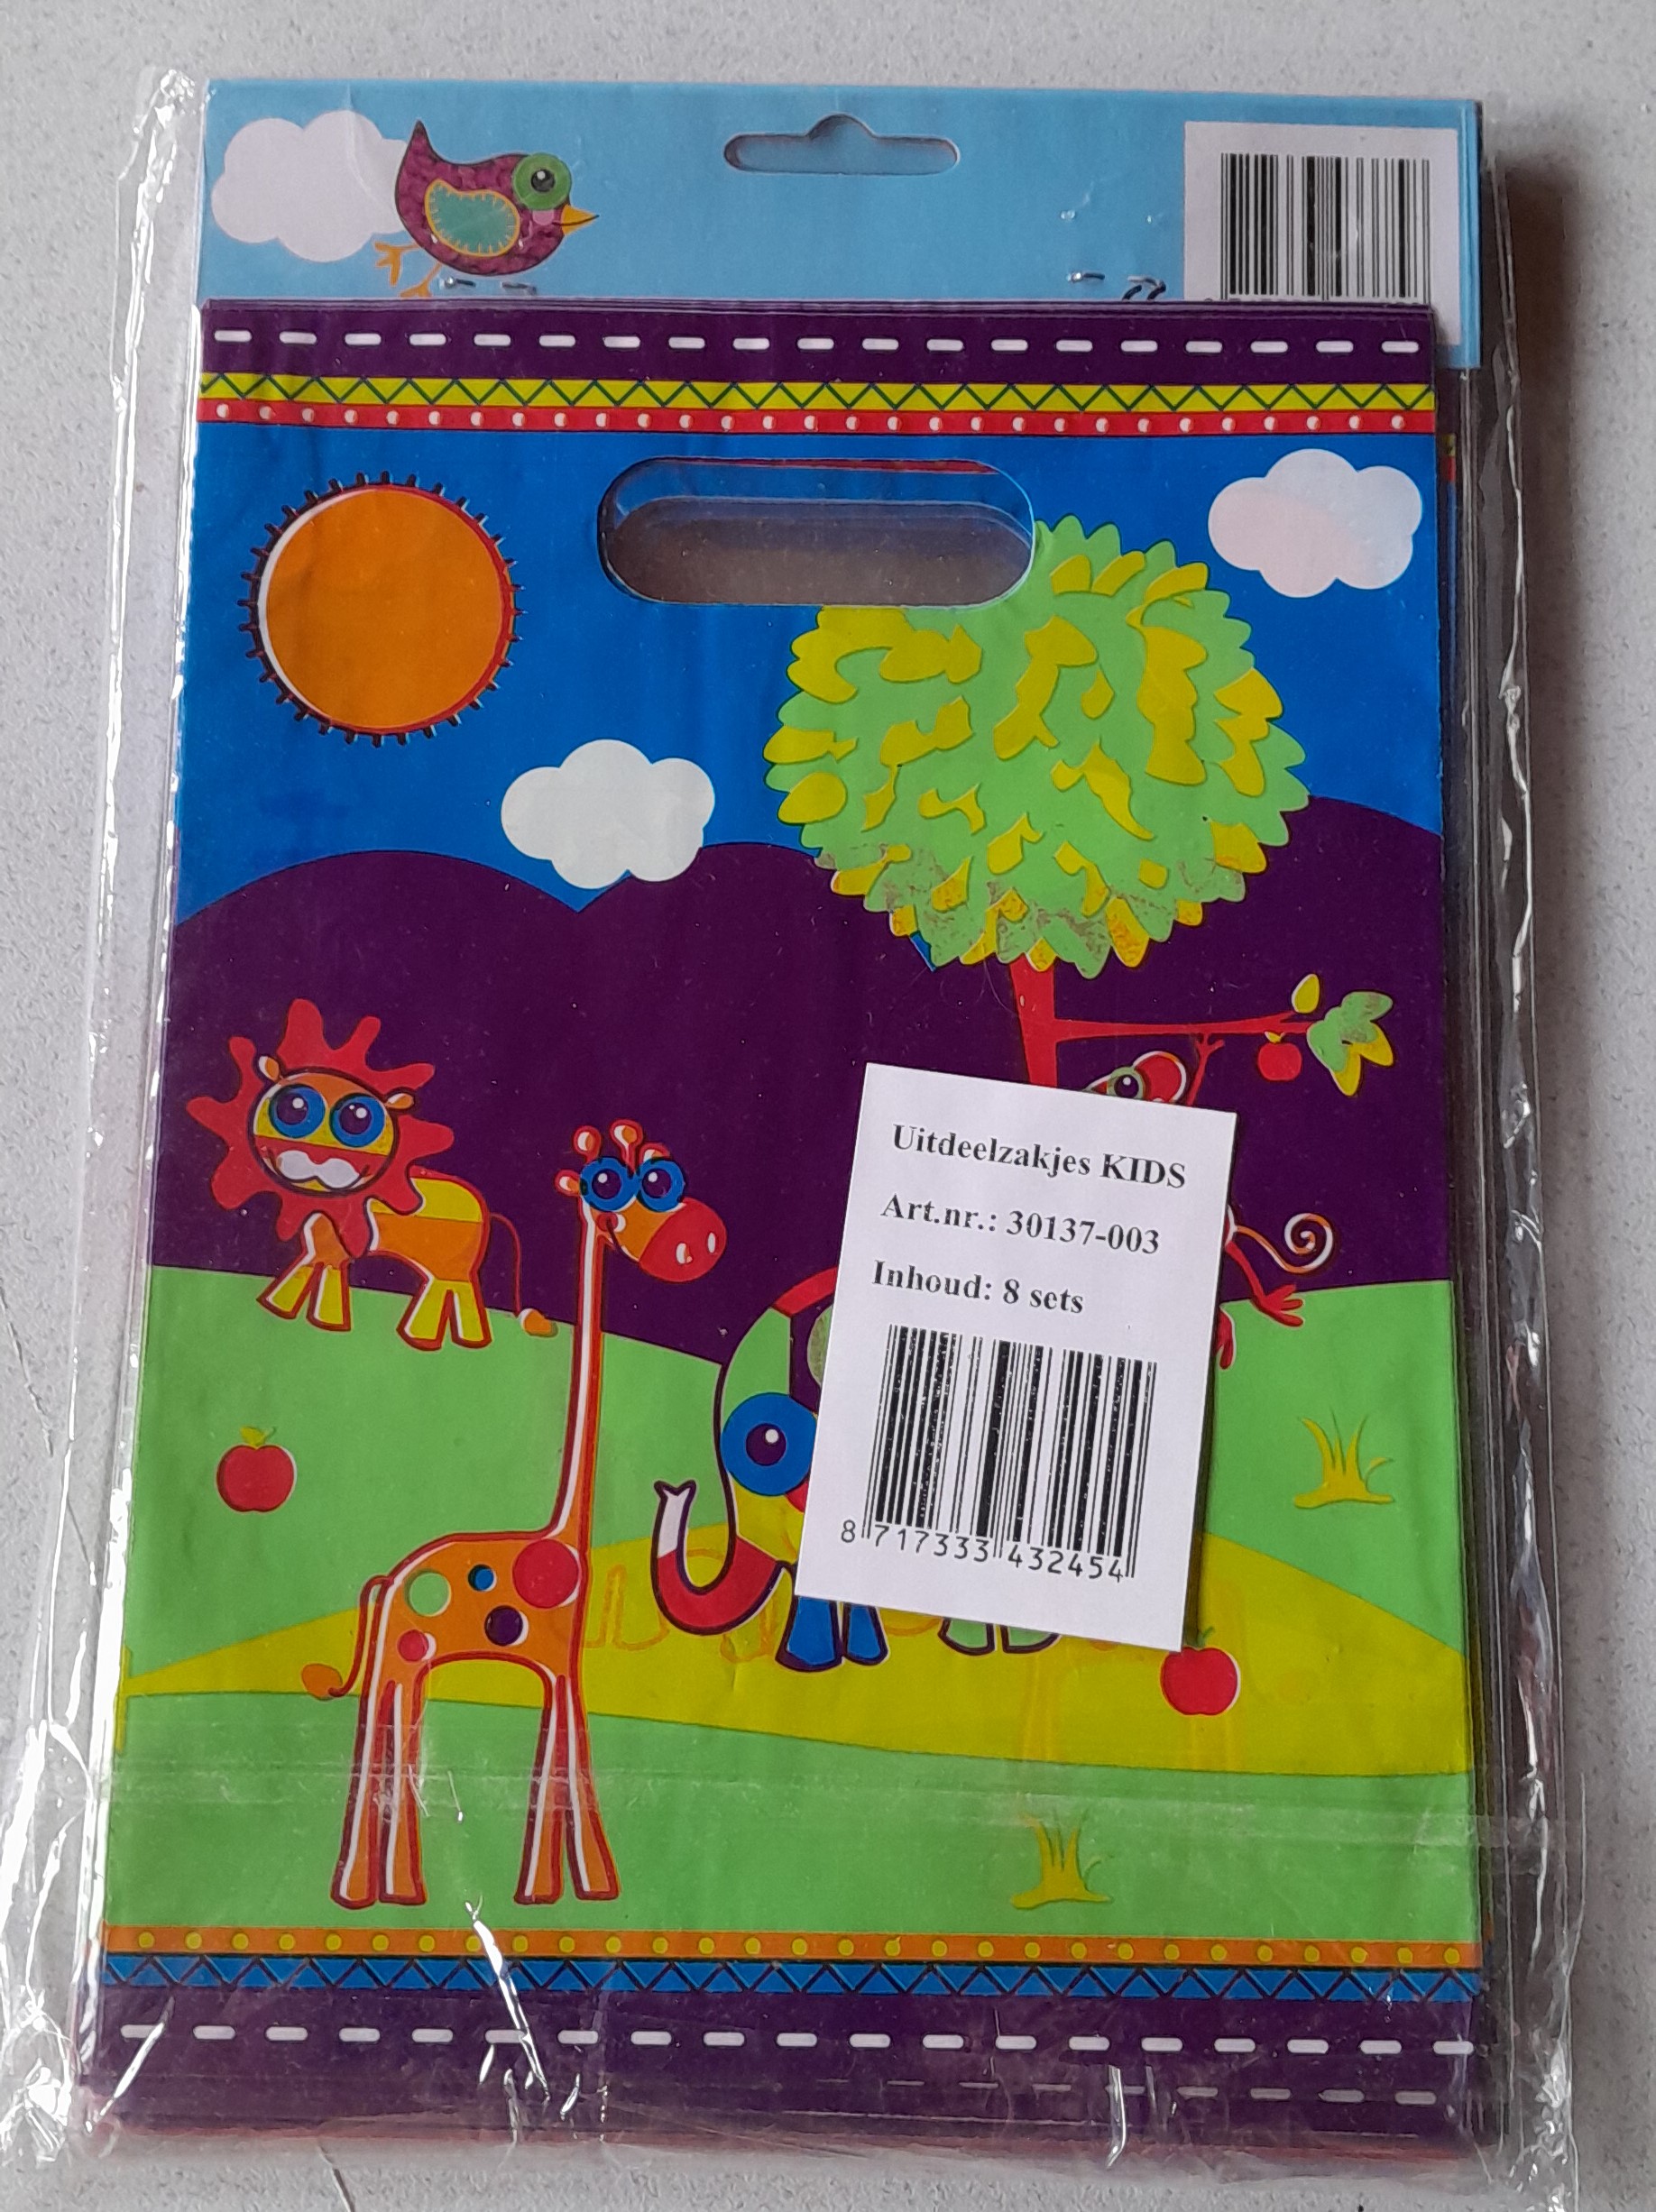 Uitdeelzakjes KIDS
Art.nr.: 30137-003
Inhoud: 8 sets
8 717333 432454